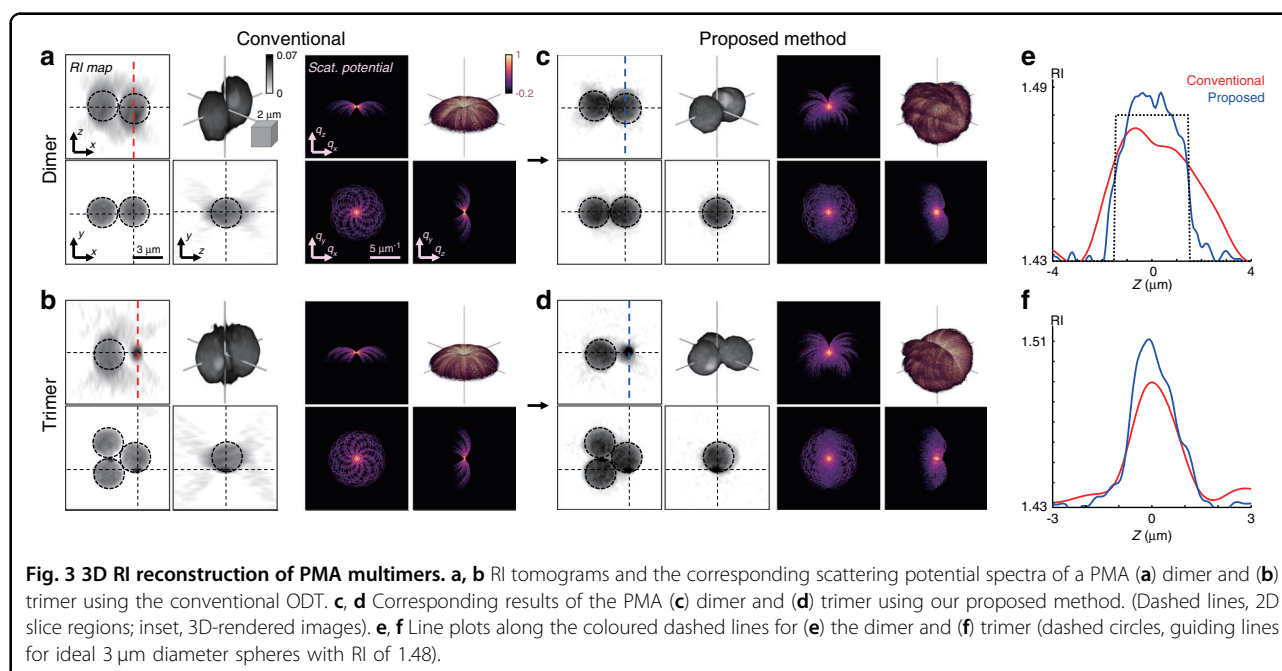 Conventional
Proposed method
a
RI map
0.07
0
2 μm
z
x
y
x
3 μm
y
z
Dimer
Scat. potential
1
-0.2
qz
qx
qy
qx
5 μm⁻¹
qy
qz
c
e
RI
1.49
1.43
Conventional
Proposed
-4
0
4
Z (μm)
b
Trimer
d
f
RI
1.51
1.43
-3
0
3
Z (μm)
Fig. 3 3D RI reconstruction of PMA multimers. a, b RI tomograms and the corresponding scattering potential spectra of a PMA (a) dimer and (b)
trimer using the conventional ODT. c, d Corresponding results of the PMA (c) dimer and (d) trimer using our proposed method. (Dashed lines, 2D
slice regions; inset, 3D-rendered images). e, f Line plots along the coloured dashed lines for (e) the dimer and (f) trimer (dashed circles, guiding lines
for ideal 3 μm diameter spheres with RI of 1.48).